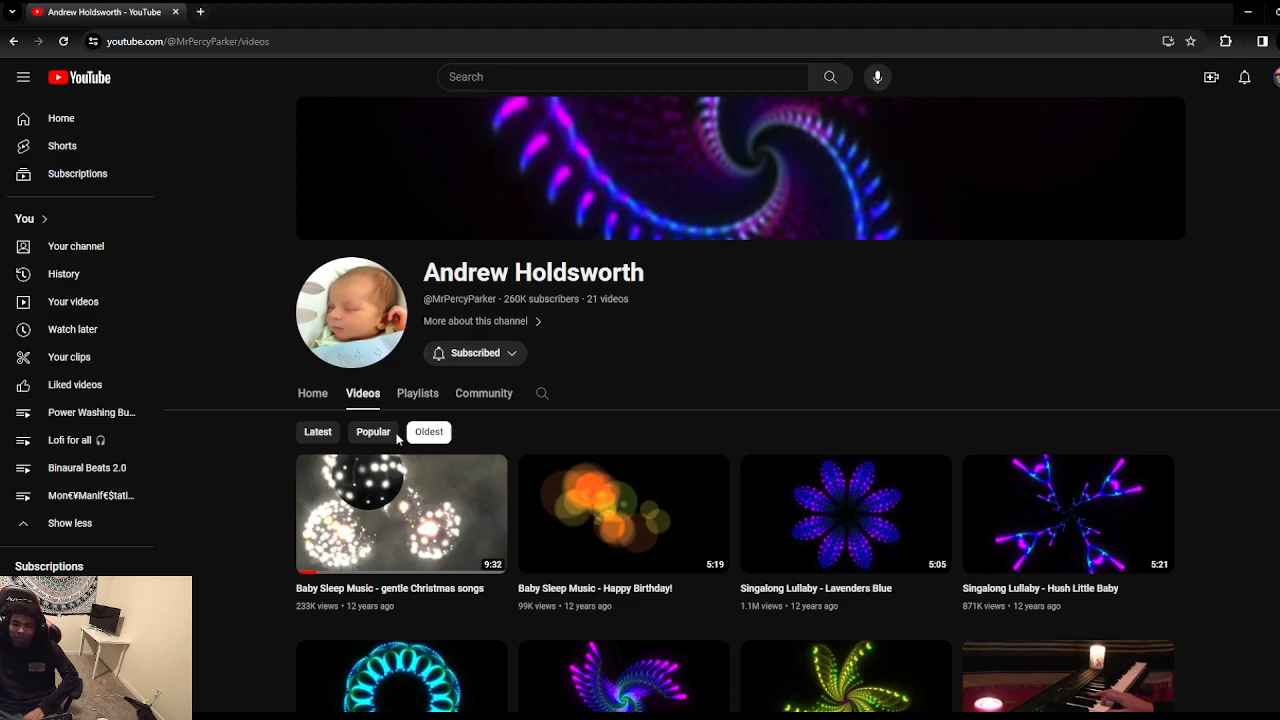 Andrew Holdsworth - YouTube
youtube.com/@MrPercyParker/videos
YouTube
Search
Home
Shorts
Subscriptions
You
Your channel
History
Your videos
Watch later
Your clips
Liked videos
Power Washing Bu...
Lofi for all
Binaural Beats 2.0
Mon€¥Manif€$tati...
Show less
Subscriptions
Andrew Holdsworth
@MrPercyParker · 260K subscribers · 21 videos
More about this channel
Subscribed
Home Videos Playlists Community
Latest Popular Oldest
9:32 5:19 5:05 5:21
Baby Sleep Music - gentle Christmas songs
233K views · 12 years ago
Baby Sleep Music - Happy Birthday!
99K views · 12 years ago
Singalong Lullaby - Lavenders Blue
1.1M views · 12 years ago
Singalong Lullaby - Hush Little Baby
871K views · 12 years ago